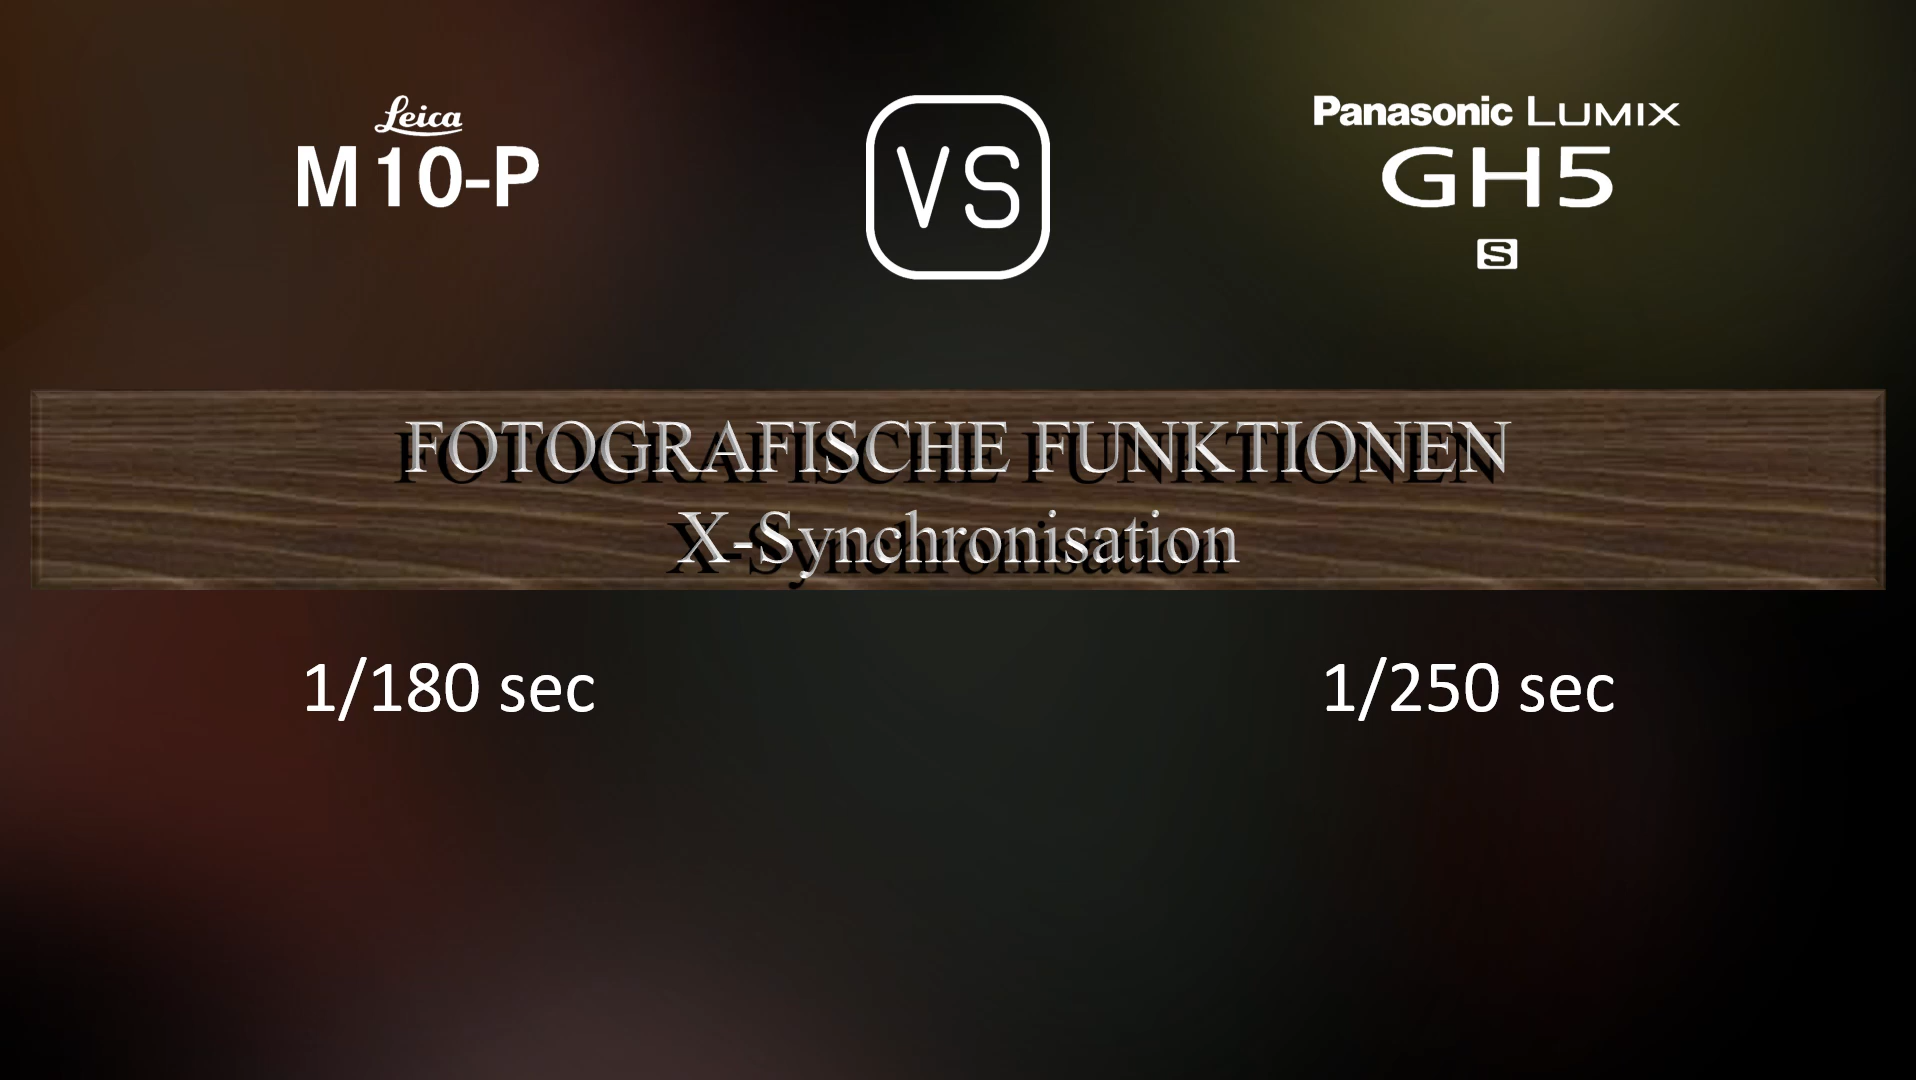 Leica
M10-P
VS
Panasonic LUMIX
GH5
S
FOTOGRAFISCHE FUNKTIONEN
X-Synchronisation
1/180 sec
1/250 sec